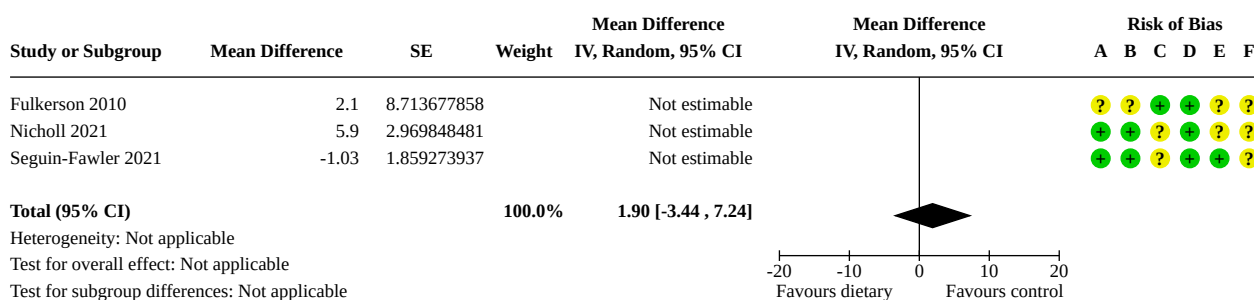 Mean Difference Mean Difference Risk of Bias
Study or Subgroup Mean Difference SE Weight IV, Random, 95% CI IV, Random, 95% CI A B C D E F
Fulkerson 2010 2.1 8.713677858 Not estimable ? ? + + ? ?
Nicholl 2021 5.9 2.969848481 Not estimable + + ? + ? ?
Seguin-Fawler 2021 -1.03 1.859273937 Not estimable + + ? + + ?
Total (95% CI) 100.0% 1.90 [-3.44 , 7.24]
Heterogeneity: Not applicable
Test for overall effect: Not applicable
-20 -10 0 10 20
Test for subgroup differences: Not applicable Favours dietary Favours control